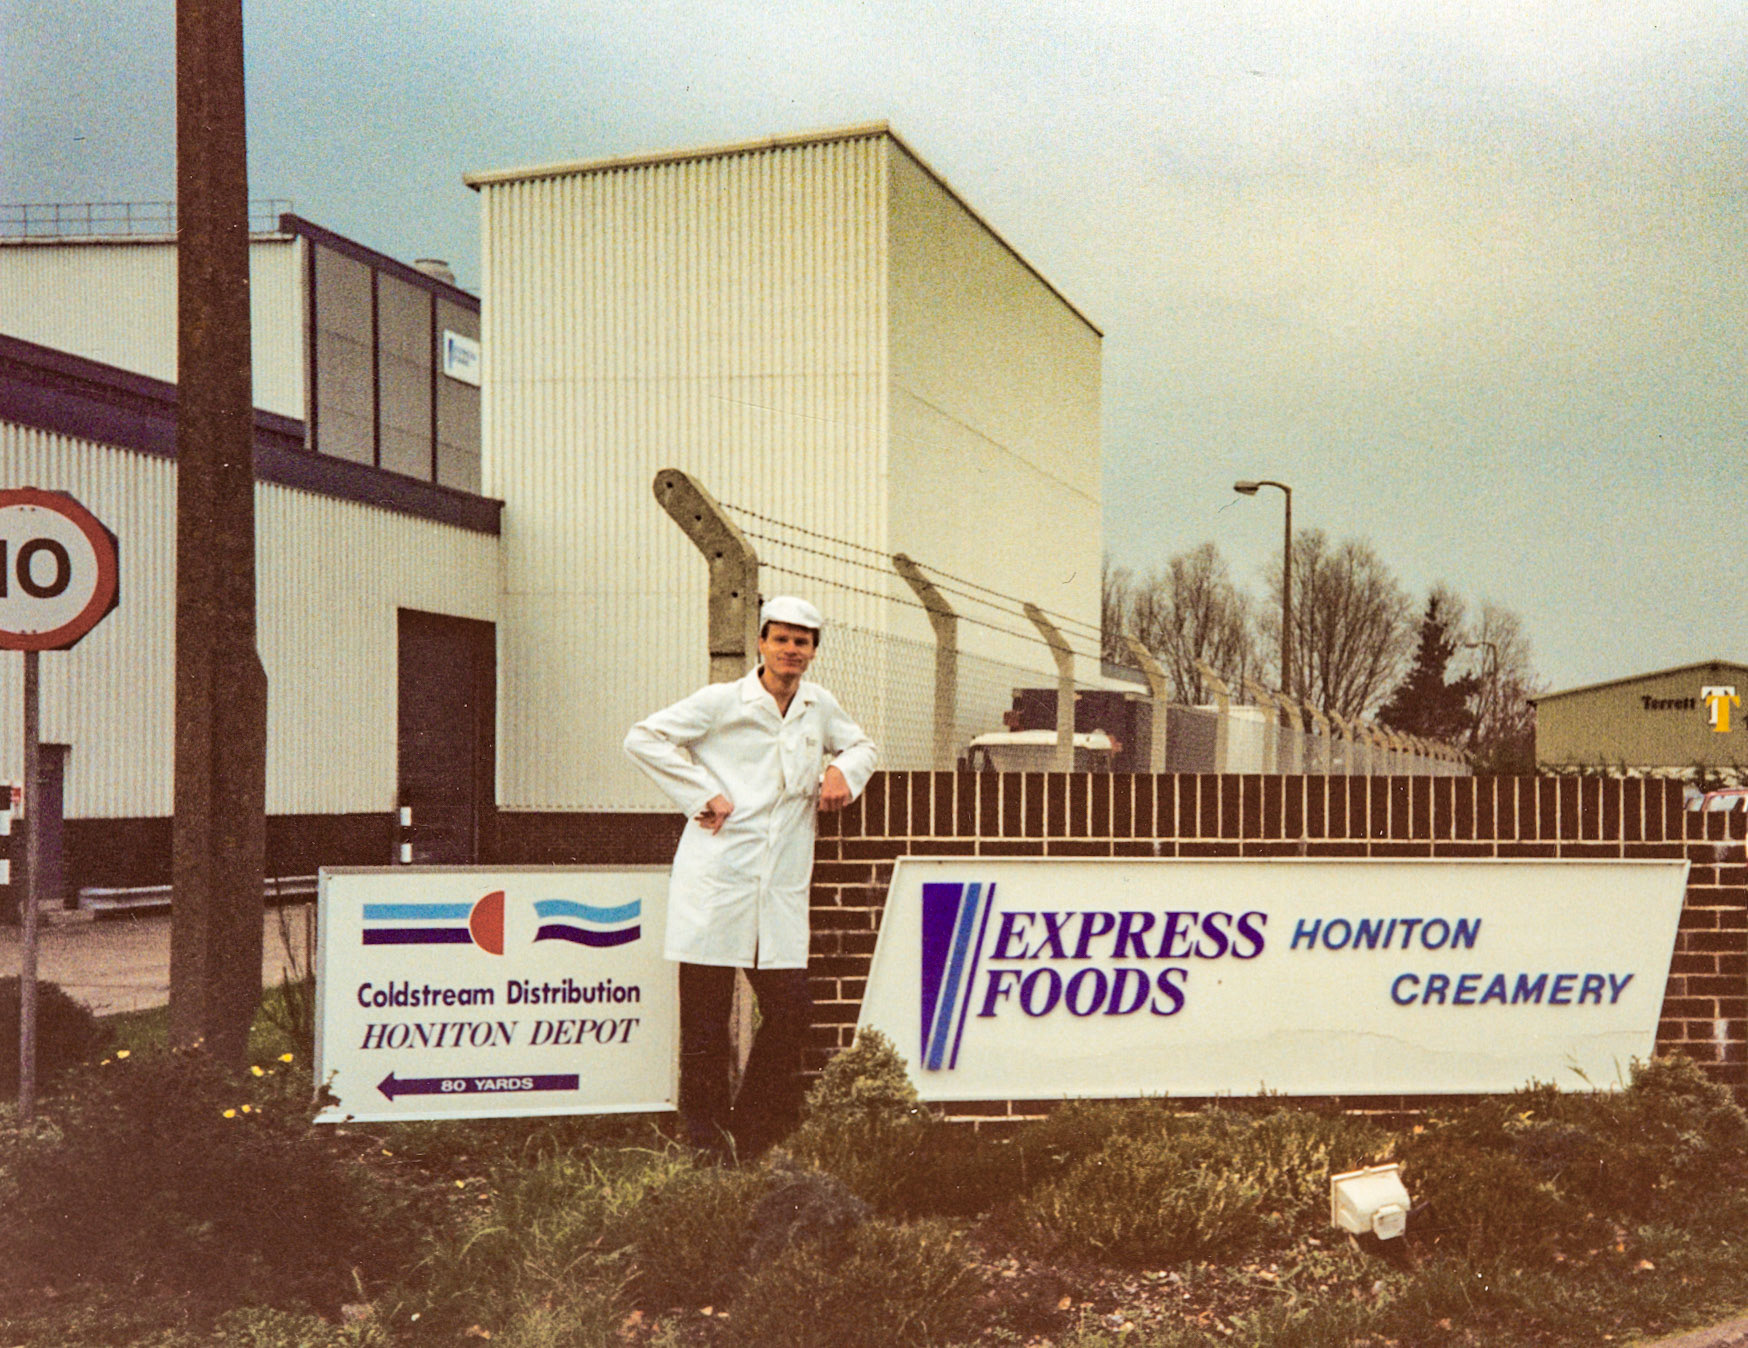 10
Coldstream Distribution
HONITON DEPOT
80 YARDS
EXPRESS
FOODS
HONITON
CREAMERY
Terrett T